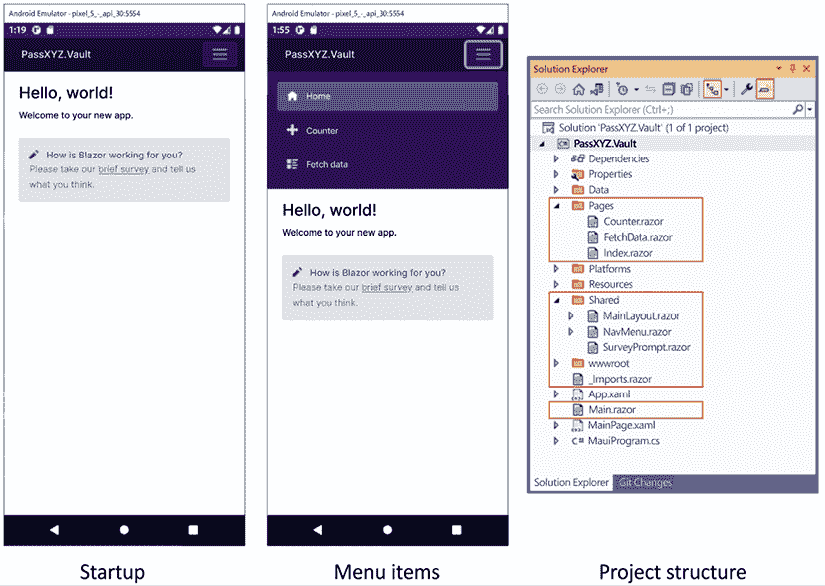 Android Emulator - pixel_5_-_api_30:5554
1:19
PassXYZ.Vault
Hello, world!
Welcome to your new app.
How is Blazor working for you?
Please take our brief survey and tell us
what you think.
Startup
Android Emulator - pixel_5_-_api_30:5554
1:55
PassXYZ.Vault
Home
Counter
Fetch data
Hello, world!
Welcome to your new app.
How is Blazor working for you?
Please take our brief survey and tell us
what you think.
Menu items
Solution Explorer
Search Solution Explorer (Ctrl+;)
Solution 'PassXYZ.Vault' (1 of 1 project)
PassXYZ.Vault
Dependencies
Properties
Data
Pages
Counter.razor
FetchData.razor
Index.razor
Platforms
Resources
Shared
MainLayout.razor
NavMenu.razor
SurveyPrompt.razor
wwwroot
_Imports.razor
App.xaml
Main.razor
MainPage.xaml
C# MauiProgram.cs
Solution Explorer Git Changes
Project structure